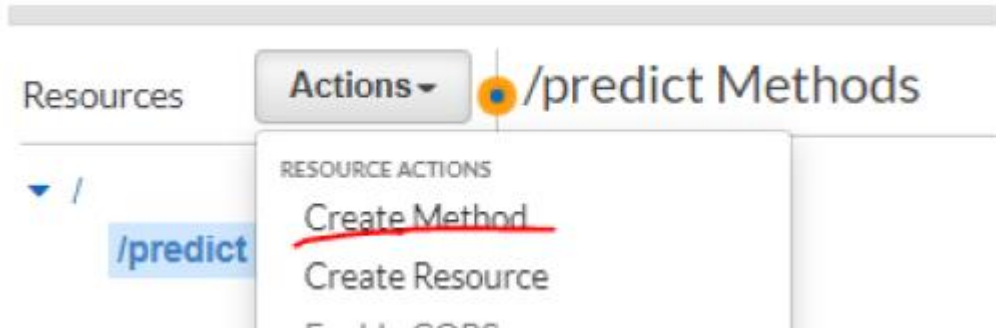 Resources
Actions
/predict Methods
RESOURCE ACTIONS
/
Create Method
/predict
Create Resource